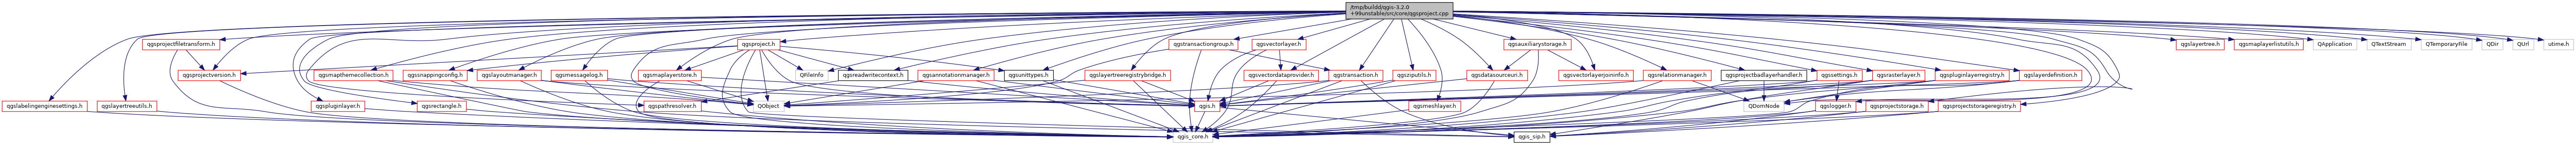 /tmp/buildd/qgis-3.2.0
+99unstable/src/core/qgsproject.cpp
qgsprojectfiletransform.h
qgsproject.h
qgstransactiongroup.h
qgsvectorlayer.h
qgsauxiliarystorage.h
qgslayertree.h
qgsmaplayerlistutils.h
QApplication
QTextStream
QTemporaryFile
QDir
QUrl
utime.h
qgsprojectversion.h
qgsmapthemecollection.h
qgssnappingconfig.h
qgslayoutmanager.h
qgsmessagelog.h
qgsmaplayerstore.h
QFileInfo
qgsreadwritecontext.h
qgsannotationmanager.h
qgsunittypes.h
qgslayertreeregistrybridge.h
qgsvectordataprovider.h
qgstransaction.h
qgsziputils.h
qgsdatasourceuri.h
qgsvectorlayerjoininfo.h
qgsrelationmanager.h
qgsprojectbadlayerhandler.h
qgssettings.h
qgsrasterlayer.h
qgspluginlayerregistry.h
qgslayerdefinition.h
qgslabelingenginesettings.h
qgslayertreeutils.h
qgspluginlayer.h
qgsrectangle.h
qgspathresolver.h
QObject
qgis.h
qgsmeshlayer.h
QDomNode
qgslogger.h
qgsprojectstorage.h
qgsprojectstorageregistry.h
qgis_core.h
qgis_sip.h